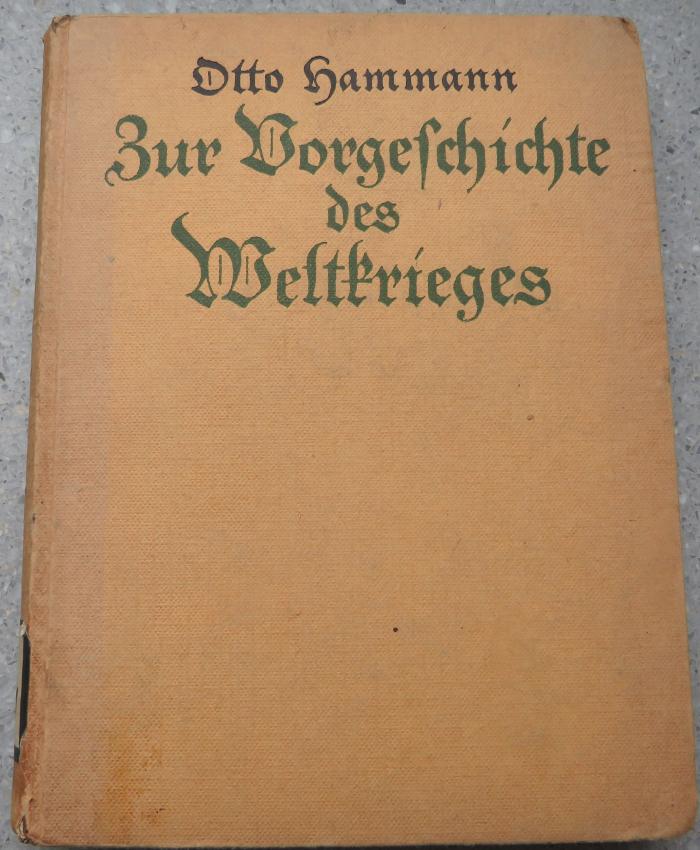 Otto Hammann
Zur Vorgeſchichte
des
Weltkrieges